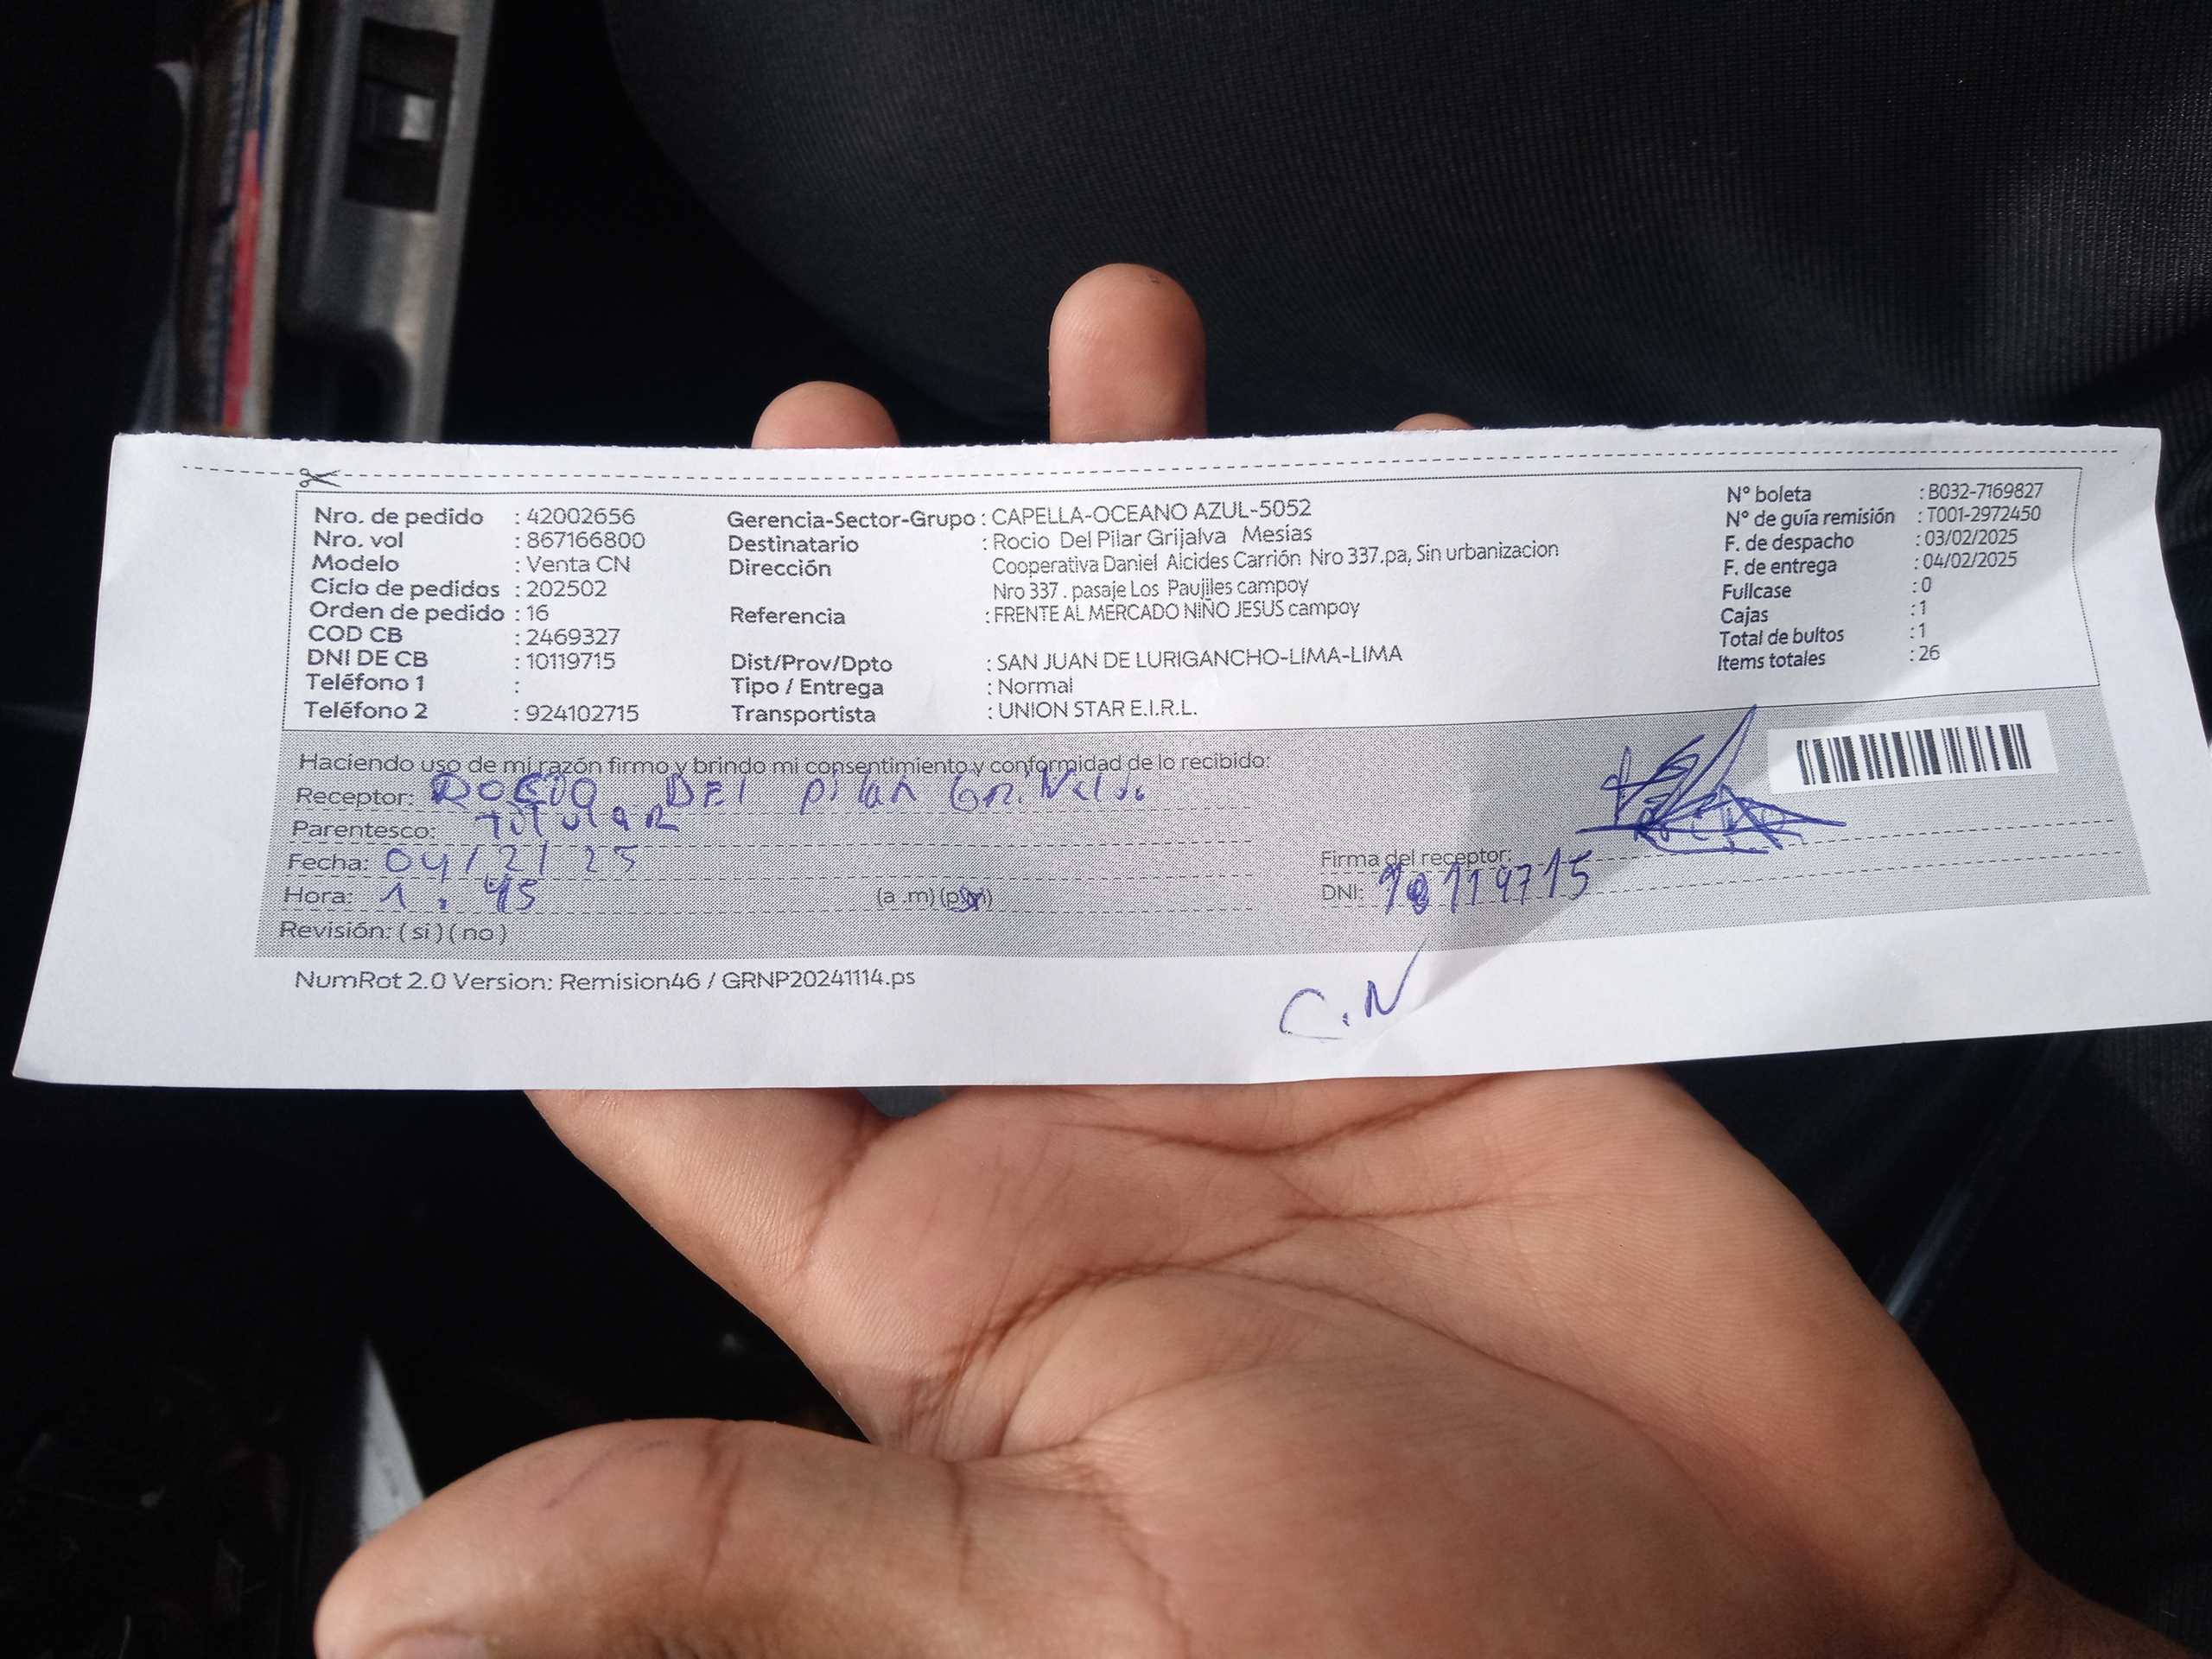 Nro. de pedido : 42002656
Nro. vol : 867166800
Modelo : Venta CN
Ciclo de pedidos : 202502
Orden de pedido : 16
COD CB : 2469327
DNI DE CB : 10119715
Teléfono 1 :
Teléfono 2 : 924102715
Gerencia-Sector-Grupo : CAPELLA-OCEANO AZUL-5052
Destinatario : Rocio Del Pilar Grijalva Mesias
Dirección Cooperativa Daniel Alcides Carrión Nro 337.pa, Sin urbanizacion
Nro 337 . pasaje Los Paujiles campoy
Referencia : FRENTE AL MERCADO NIÑO JESUS campoy
Dist/Prov/Dpto : SAN JUAN DE LURIGANCHO-LIMA-LIMA
Tipo / Entrega : Normal
Transportista : UNION STAR E.I.R.L.
N° boleta : B032-7169827
N° de guía remisión : T001-2972450
F. de despacho : 03/02/2025
F. de entrega : 04/02/2025
Fullcase : 0
Cajas : 1
Total de bultos : 1
Items totales : 26
Haciendo uso de mi razón firmo y brindo mi consentimiento y conformidad de lo recibido:
Receptor: ROCIO DEl pilar
Parentesco: TiTulaR
Fecha: 04/2/25
Hora: 1.45 (a .m) (p.m)
Revisión: ( si ) ( no )
Firma del receptor:
DNI: 10119715
NumRot 2.0 Version: Remision46 / GRNP20241114.ps
C.N